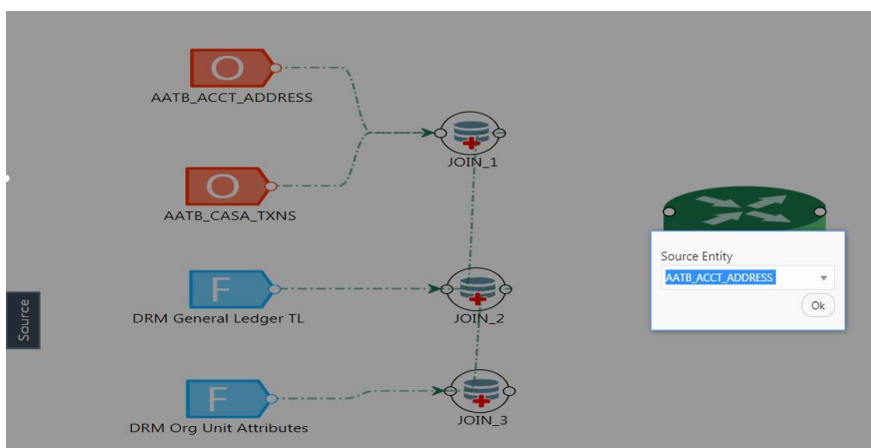 O
AATB_ACCT_ADDRESS
JOIN_1
O
AATB_CASA_TXNS
F
DRM General Ledger TL
JOIN_2
F
DRM Org Unit Attributes
JOIN_3
Source
Source Entity
AATB_ACCT_ADDRESS
Ok